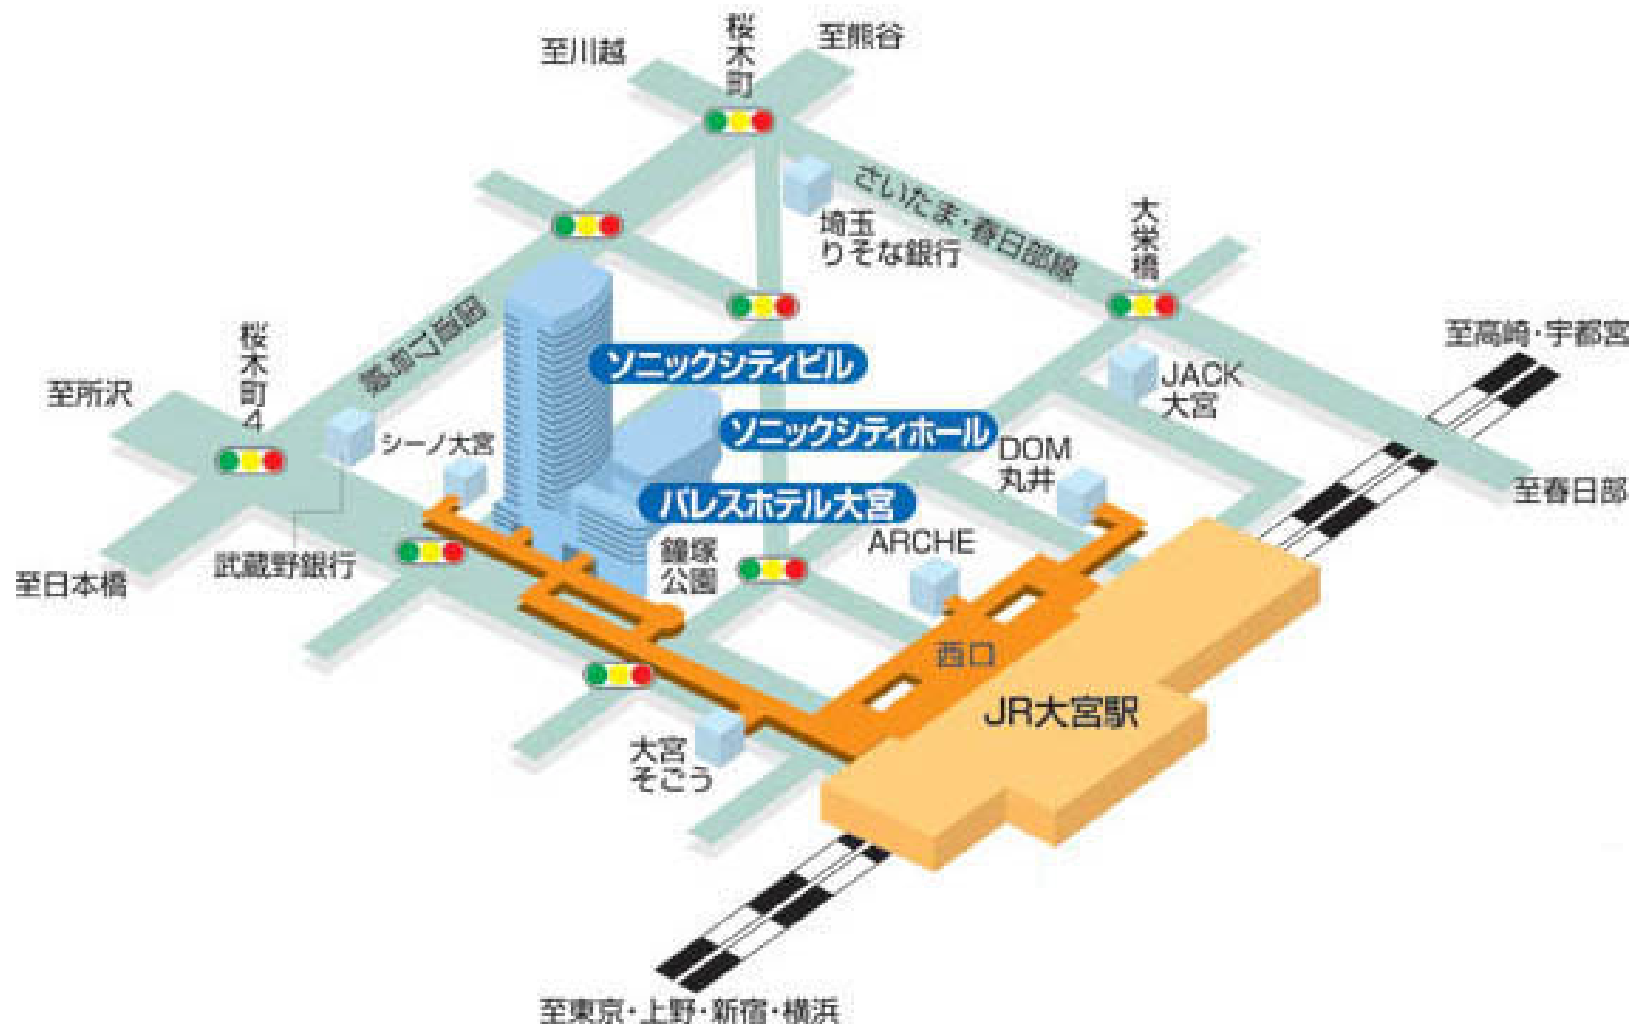 桜木町
至川越
至熊谷
さいたま・春日部線
埼玉
りそな銀行
大栄橋
国道17号線
桜木町4
至所沢
シーノ大宮
武蔵野銀行
至日本橋
ソニックシティビル
ソニックシティホール
パレスホテル大宮
鐘塚
公園
JACK
大宮
DOM
丸井
ARCHE
至高崎・宇都宮
至春日部
西口
JR大宮駅
大宮
そごう
至東京・上野・新宿・横浜